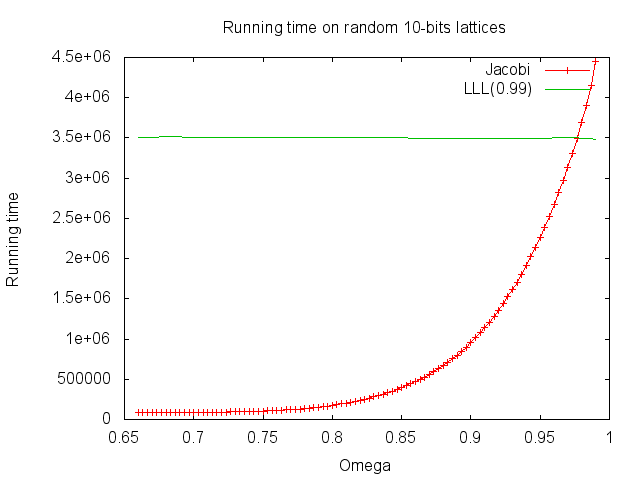 Running time on random 10-bits lattices
4.5e+06
4e+06
3.5e+06
3e+06
2.5e+06
2e+06
1.5e+06
1e+06
500000
0
Running time
Jacobi
LLL(0.99)
0.65 0.7 0.75 0.8 0.85 0.9 0.95 1
Omega